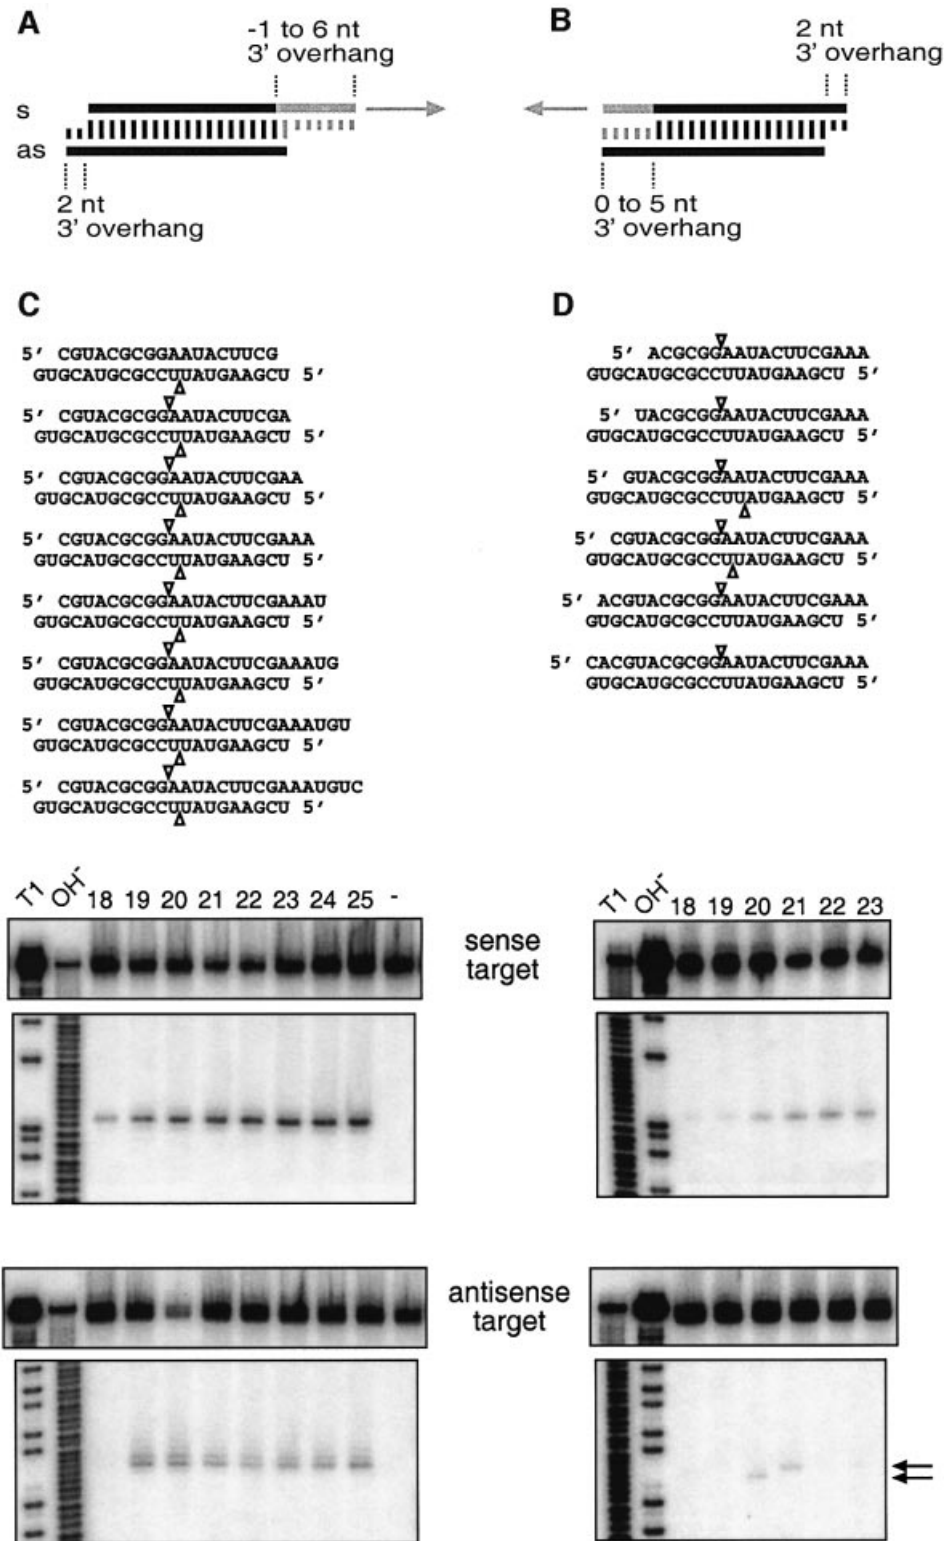 A
-1 to 6 nt
3' overhang
s
as
2 nt
3' overhang
B
2 nt
3' overhang
0 to 5 nt
3' overhang
C
5' CGUACGCGGAAUACUUCG
GUGCAUGCGCCUUAUGAAGCU 5'
5' CGUACGCGGAAUACUUCGA
GUGCAUGCGCCUUAUGAAGCU 5'
5' CGUACGCGGAAUACUUCGAA
GUGCAUGCGCCUUAUGAAGCU 5'
5' CGUACGCGGAAUACUUCGAAA
GUGCAUGCGCCUUAUGAAGCU 5'
5' CGUACGCGGAAUACUUCGAAAU
GUGCAUGCGCCUUAUGAAGCU 5'
5' CGUACGCGGAAUACUUCGAAAUG
GUGCAUGCGCCUUAUGAAGCU 5'
5' CGUACGCGGAAUACUUCGAAAUGU
GUGCAUGCGCCUUAUGAAGCU 5'
5' CGUACGCGGAAUACUUCGAAAUGUC
GUGCAUGCGCCUUAUGAAGCU 5'
D
5' ACGCGGAAUACUUCGAAA
GUGCAUGCGCCUUAUGAAGCU 5'
5' UACGCGGAAUACUUCGAAA
GUGCAUGCGCCUUAUGAAGCU 5'
5' GUACGCGGAAUACUUCGAAA
GUGCAUGCGCCUUAUGAAGCU 5'
5' CGUACGCGGAAUACUUCGAAA
GUGCAUGCGCCUUAUGAAGCU 5'
5' ACGUACGCGGAAUACUUCGAAA
GUGCAUGCGCCUUAUGAAGCU 5'
5' CACGUACGCGGAAUACUUCGAAA
GUGCAUGCGCCUUAUGAAGCU 5'
T1 OH⁻ 18 19 20 21 22 23 24 25 -
sense
target
T1 OH⁻ 18 19 20 21 22 23
antisense
target